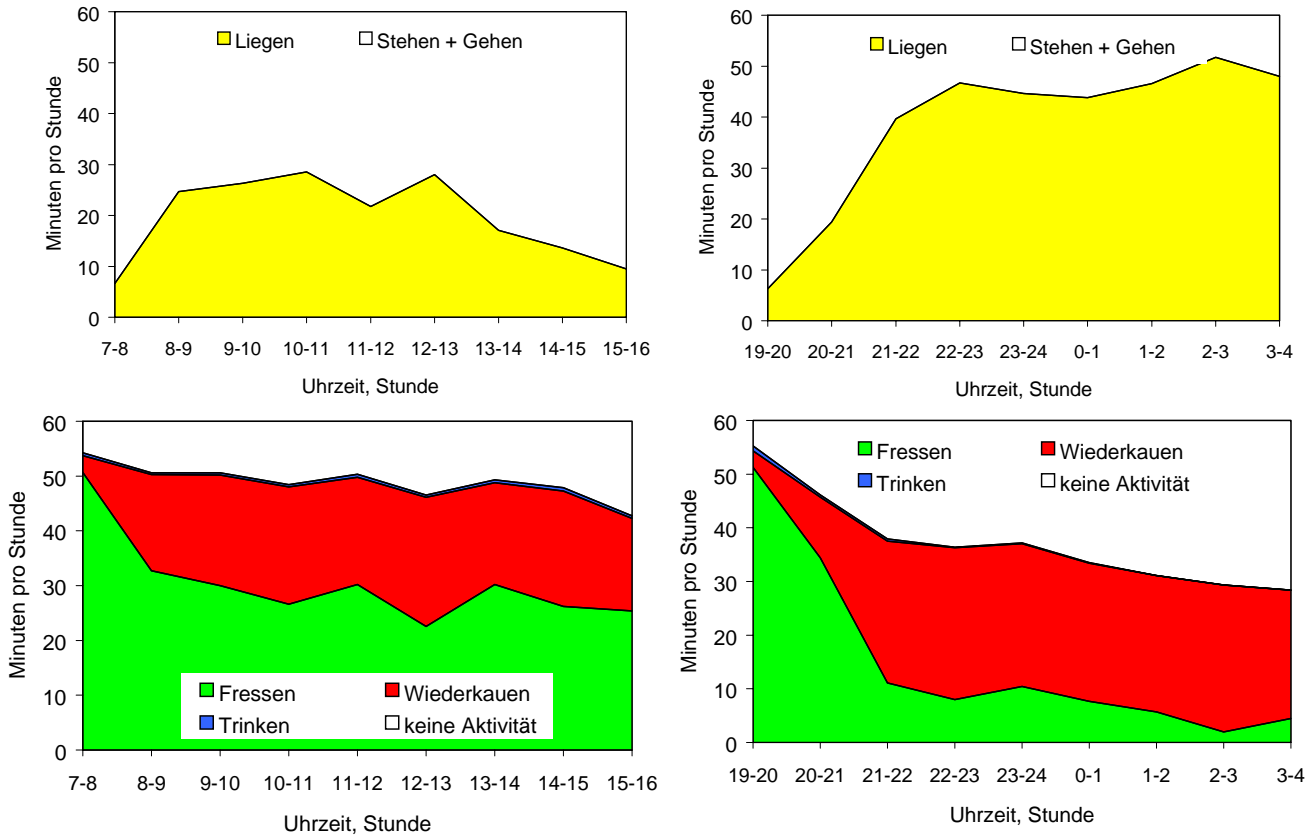 60
50
40
30
20
10
0
Minuten pro Stunde
Liegen Stehen + Gehen
7-8 8-9 9-10 10-11 11-12 12-13 13-14 14-15 15-16
Uhrzeit, Stunde
60
50
40
30
20
10
0
Minuten pro Stunde
Liegen Stehen + Gehen
19-20 20-21 21-22 22-23 23-24 0-1 1-2 2-3 3-4
Uhrzeit, Stunde
60
50
40
30
20
10
0
Minuten pro Stunde
Fressen Wiederkauen
Trinken keine Aktivität
7-8 8-9 9-10 10-11 11-12 12-13 13-14 14-15 15-16
Uhrzeit, Stunde
60
50
40
30
20
10
0
Minuten pro Stunde
Fressen Wiederkauen
Trinken keine Aktivität
19-20 20-21 21-22 22-23 23-24 0-1 1-2 2-3 3-4
Uhrzeit, Stunde